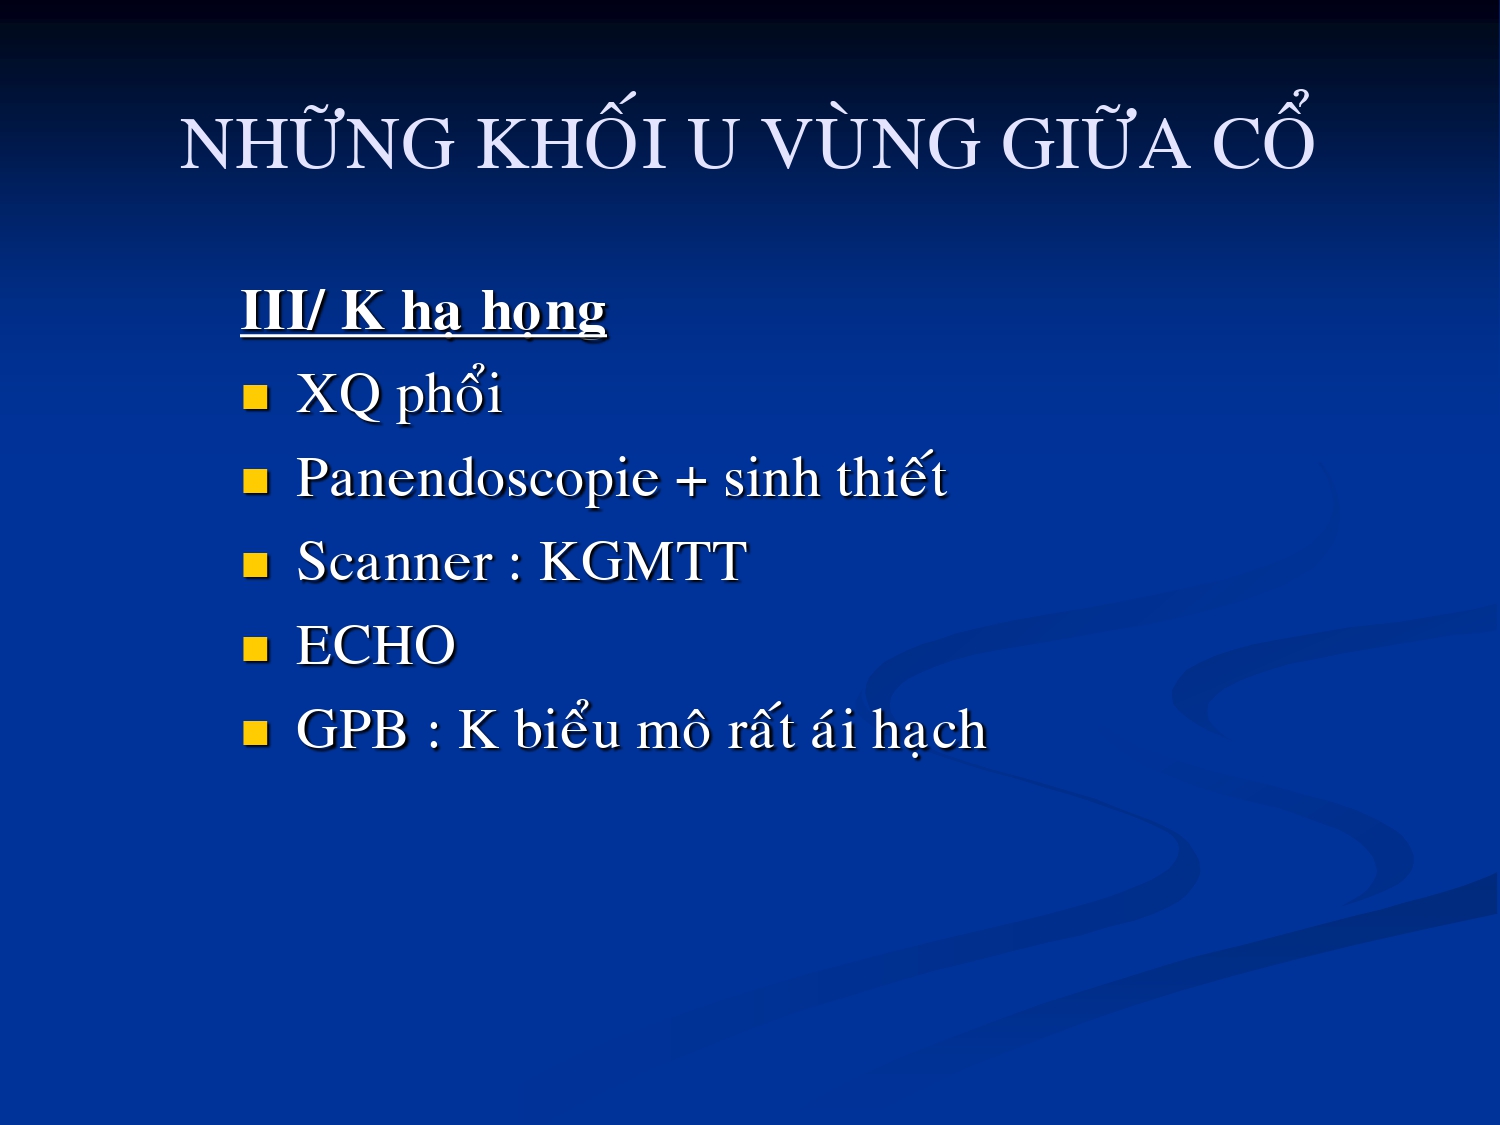 NHỮNG KHỐI U VÙNG GIỮA CỔ
III/ K hạ họng
XQ phổi
Panendoscopie + sinh thiết
Scanner : KGMTT
ECHO
GPB : K biểu mô rất ái hạch